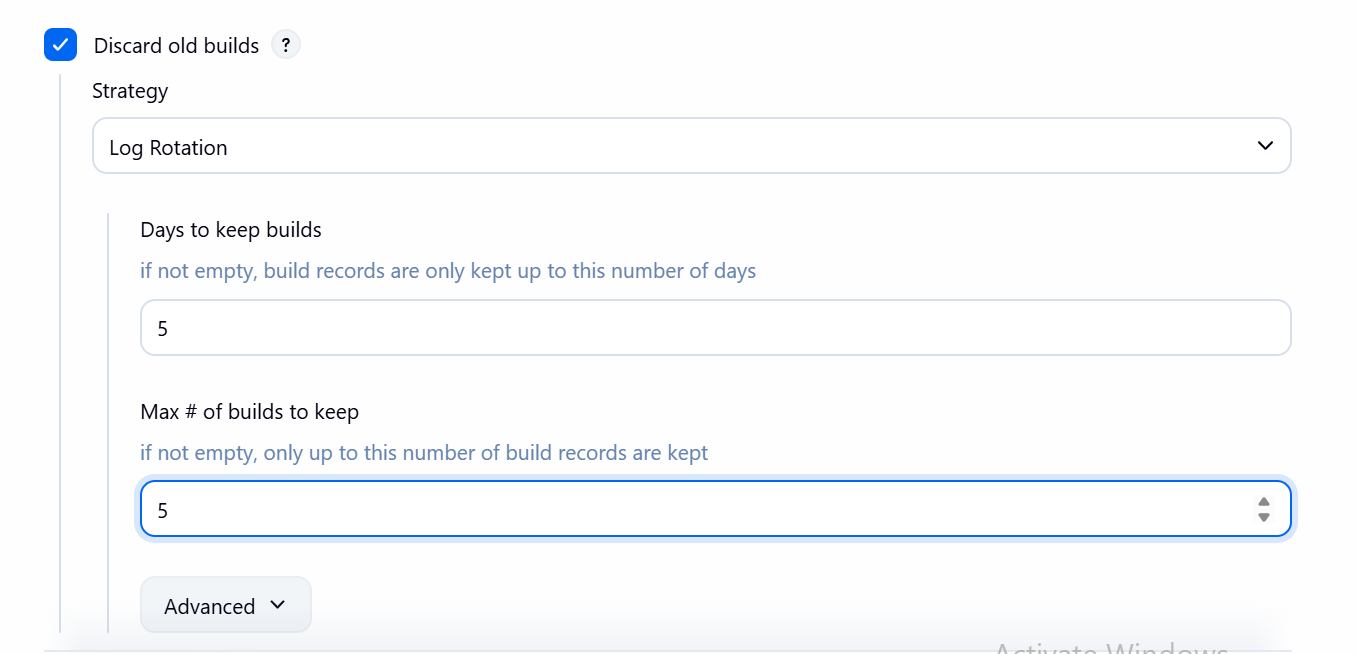 Discard old builds ?
Strategy
Log Rotation
Days to keep builds
if not empty, build records are only kept up to this number of days
5
Max # of builds to keep
if not empty, only up to this number of build records are kept
5
Advanced
Activate Windows